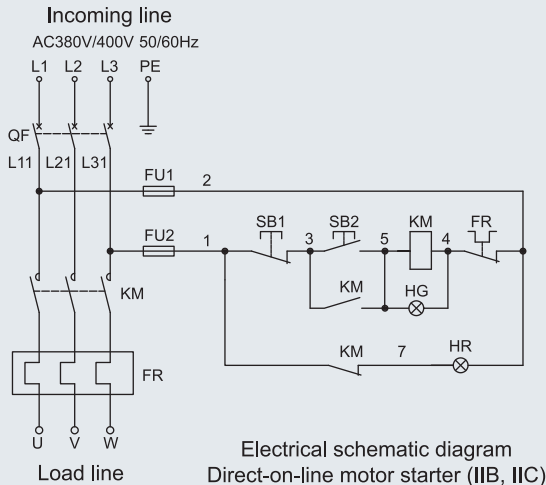 Incoming line
AC380V/400V 50/60Hz
L1 L2 L3 PE
QF
L11 L21 L31
FU1 2
FU2 1 SB1 3 SB2 5 KM 4 FR
KM
KM HG
FR
KM 7 HR
U V W
Load line
Electrical schematic diagram
Direct-on-line motor starter (IIB, IIC)